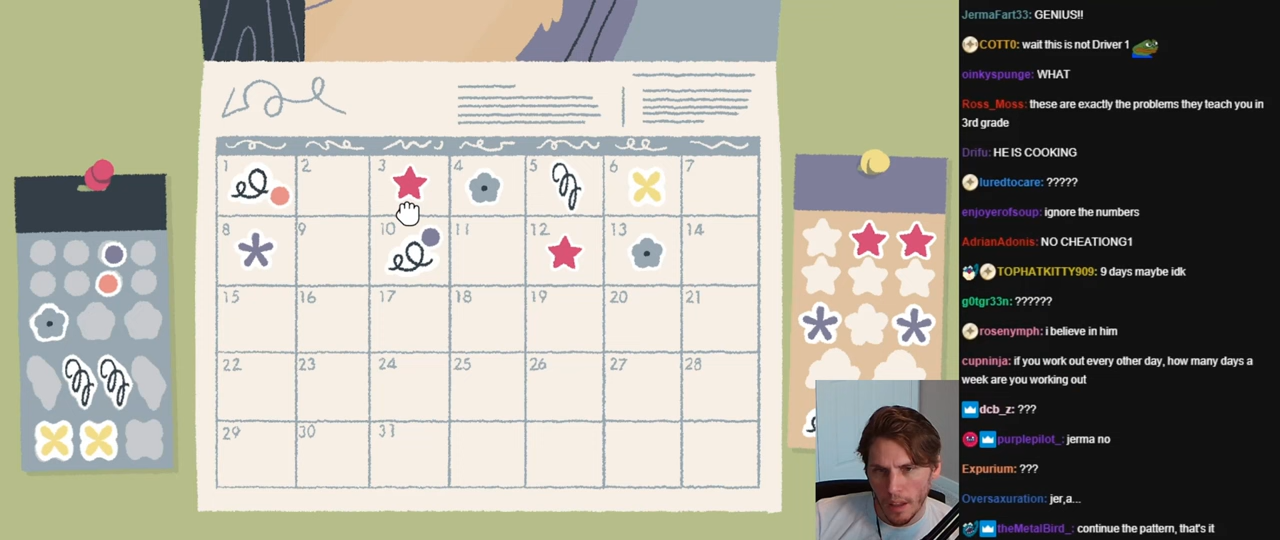 1 2 3 4 5 6 7
8 9 10 11 12 13 14
15 16 17 18 19 20 21
22 23 24 25 26 27 28
29 30 31
JermaFart33: GENIUS!!
COTT0: wait this is not Driver 1
oinkyspunge: WHAT
Ross_Moss: these are exactly the problems they teach you in
3rd grade
Drifu: HE IS COOKING
luredtocare: ?????
enjoyerofsoup: ignore the numbers
AdrianAdonis: NO CHEATIONG1
TOPHATKITTY909: 9 days maybe idk
g0tgr33n: ??????
rosenymph: i believe in him
cupninja: if you work out every other day, how many days a
week are you working out
dcb_z: ???
purplepilot_: jerma no
Expurium: ???
Oversaxuration: jer,a...
theMetalBird_: continue the pattern, that's it